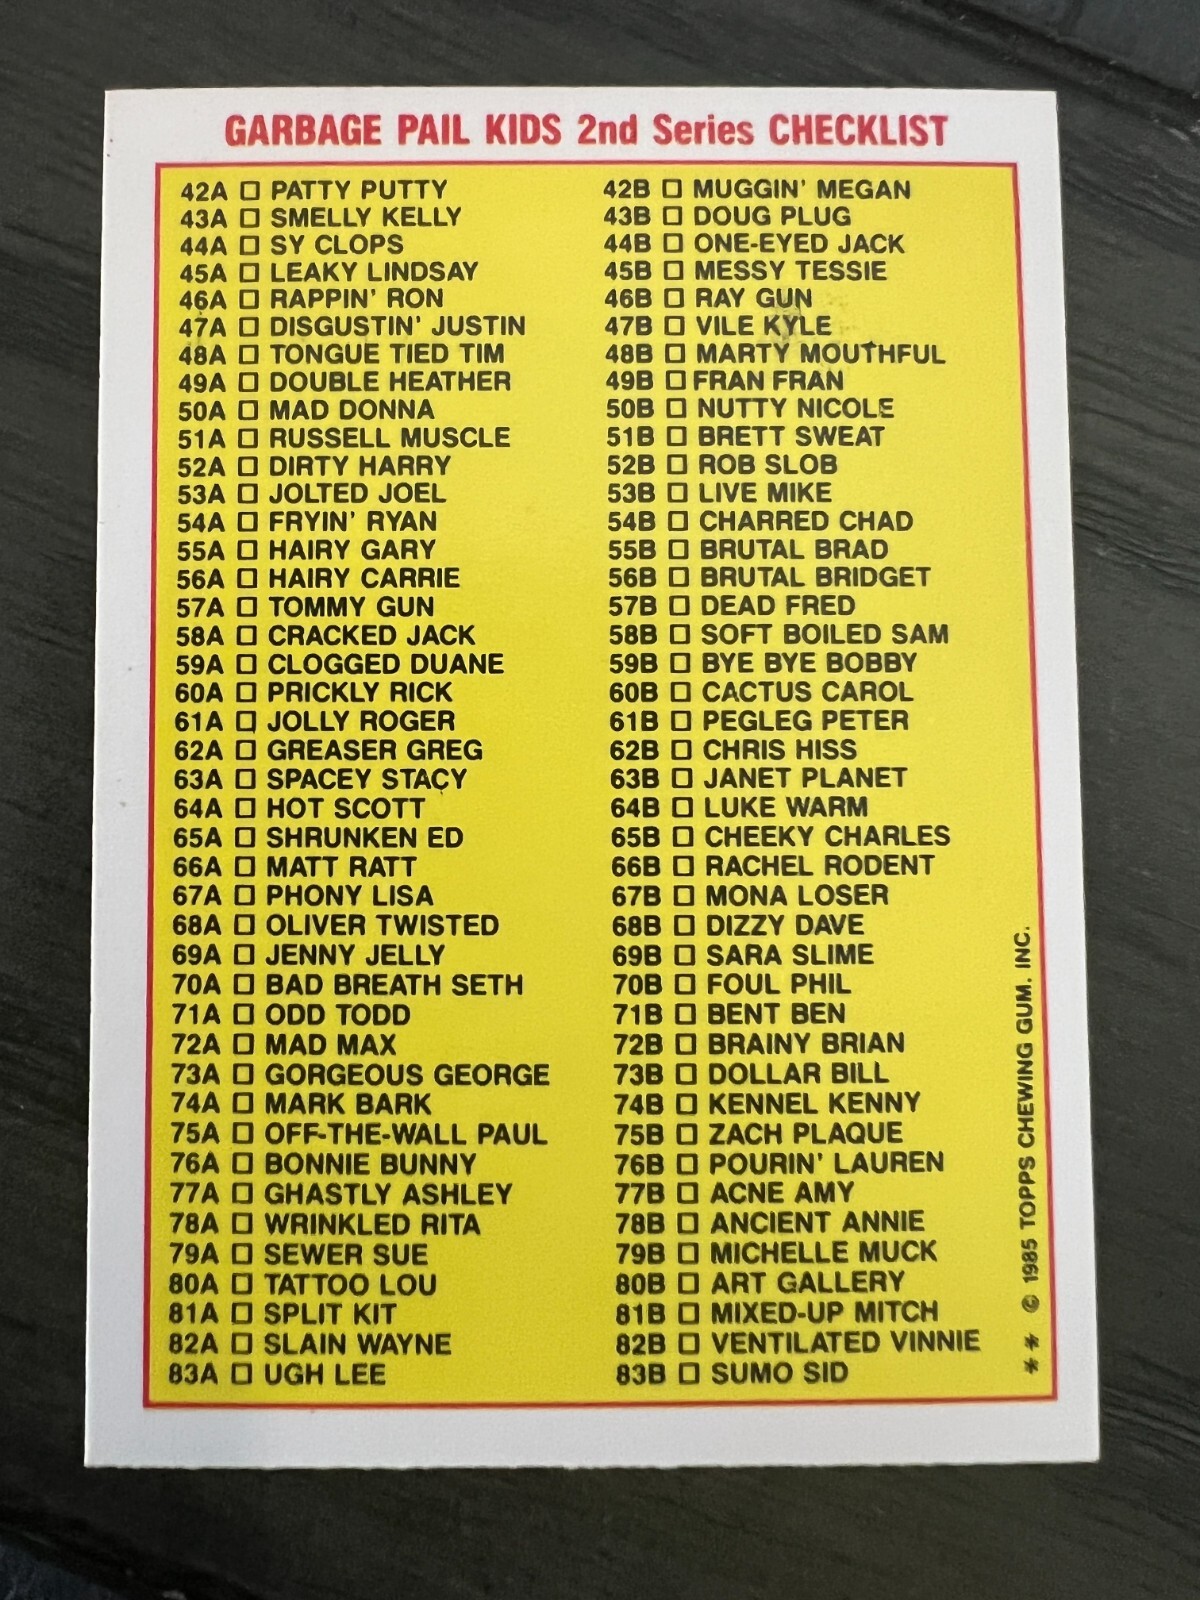 GARBAGE PAIL KIDS 2nd Series CHECKLIST
42A □ PATTY PUTTY
43A □ SMELLY KELLY
44A □ SY CLOPS
45A □ LEAKY LINDSAY
46A □ RAPPIN' RON
47A □ DISGUSTIN' JUSTIN
48A □ TONGUE TIED TIM
49A □ DOUBLE HEATHER
50A □ MAD DONNA
51A □ RUSSELL MUSCLE
52A □ DIRTY HARRY
53A □ JOLTED JOEL
54A □ FRYIN' RYAN
55A □ HAIRY GARY
56A □ HAIRY CARRIE
57A □ TOMMY GUN
58A □ CRACKED JACK
59A □ CLOGGED DUANE
60A □ PRICKLY RICK
61A □ JOLLY ROGER
62A □ GREASER GREG
63A □ SPACEY STACY
64A □ HOT SCOTT
65A □ SHRUNKEN ED
66A □ MATT RATT
67A □ PHONY LISA
68A □ OLIVER TWISTED
69A □ JENNY JELLY
70A □ BAD BREATH SETH
71A □ ODD TODD
72A □ MAD MAX
73A □ GORGEOUS GEORGE
74A □ MARK BARK
75A □ OFF-THE-WALL PAUL
76A □ BONNIE BUNNY
77A □ GHASTLY ASHLEY
78A □ WRINKLED RITA
79A □ SEWER SUE
80A □ TATTOO LOU
81A □ SPLIT KIT
82A □ SLAIN WAYNE
83A □ UGH LEE
42B □ MUGGIN' MEGAN
43B □ DOUG PLUG
44B □ ONE-EYED JACK
45B □ MESSY TESSIE
46B □ RAY GUN
47B □ VILE KYLE
48B □ MARTY MOUTHFUL
49B □ FRAN FRAN
50B □ NUTTY NICOLE
51B □ BRETT SWEAT
52B □ ROB SLOB
53B □ LIVE MIKE
54B □ CHARRED CHAD
55B □ BRUTAL BRAD
56B □ BRUTAL BRIDGET
57B □ DEAD FRED
58B □ SOFT BOILED SAM
59B □ BYE BYE BOBBY
60B □ CACTUS CAROL
61B □ PEGLEG PETER
62B □ CHRIS HISS
63B □ JANET PLANET
64B □ LUKE WARM
65B □ CHEEKY CHARLES
66B □ RACHEL RODENT
67B □ MONA LOSER
68B □ DIZZY DAVE
69B □ SARA SLIME
70B □ FOUL PHIL
71B □ BENT BEN
72B □ BRAINY BRIAN
73B □ DOLLAR BILL
74B □ KENNEL KENNY
75B □ ZACH PLAQUE
76B □ POURIN' LAUREN
77B □ ACNE AMY
78B □ ANCIENT ANNIE
79B □ MICHELLE MUCK
80B □ ART GALLERY
81B □ MIXED-UP MITCH
82B □ VENTILATED VINNIE
83B □ SUMO SID
** © 1985 TOPPS CHEWING GUM. INC.